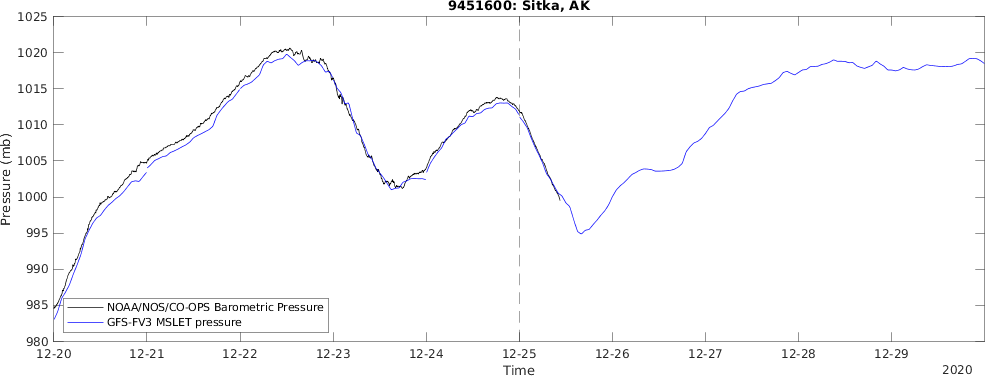 9451600: Sitka, AK
Pressure (mb)
1025
1020
1015
1010
1005
1000
995
990
985
980
NOAA/NOS/CO-OPS Barometric Pressure
GFS-FV3 MSLET pressure
12-20 12-21 12-22 12-23 12-24 12-25 12-26 12-27 12-28 12-29
Time
2020